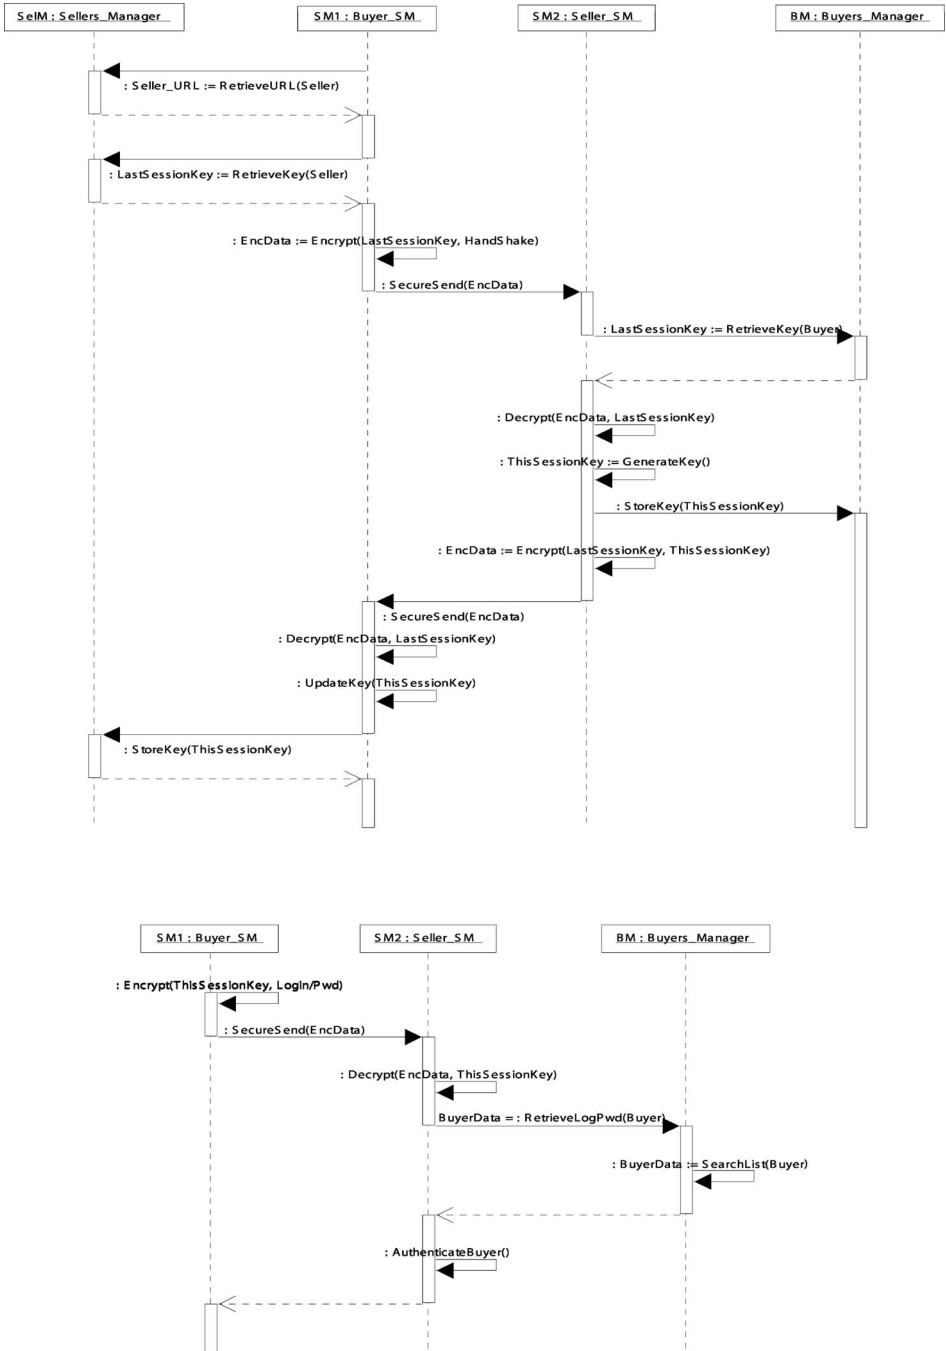 SelM : Sellers_Manager
SM1 : Buyer_SM
SM2 : Seller_SM
BM : Buyers_Manager
: Seller_URL := RetrieveURL(Seller)
: LastSessionKey := RetrieveKey(Seller)
: EncData := Encrypt(LastSessionKey, HandShake)
: SecureSend(EncData)
: LastSessionKey := RetrieveKey(Buyer)
: Decrypt(EncData, LastSessionKey)
: ThisSessionKey := GenerateKey()
: StoreKey(ThisSessionKey)
: EncData := Encrypt(LastSessionKey, ThisSessionKey)
: SecureSend(EncData)
: Decrypt(EncData, LastSessionKey)
: UpdateKey(ThisSessionKey)
: StoreKey(ThisSessionKey)
SM1 : Buyer_SM
SM2 : Seller_SM
BM : Buyers_Manager
: Encrypt(ThisSessionKey, Login/Pwd)
: SecureSend(EncData)
: Decrypt(EncData, ThisSessionKey)
BuyerData = : RetrieveLogPwd(Buyer)
: BuyerData := SearchList(Buyer)
: AuthenticateBuyer()